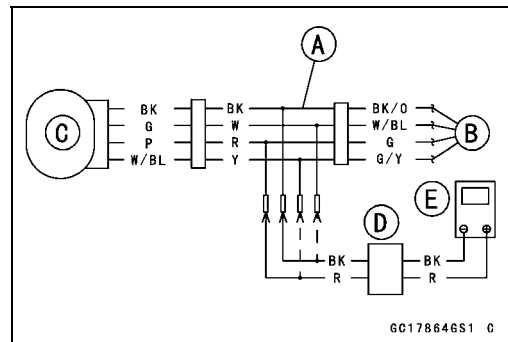 A
BK BK BK/O
G W W/BL
C P R G B
W/BL Y G/Y
D E
BK BK
R R
GC17864GS1 C